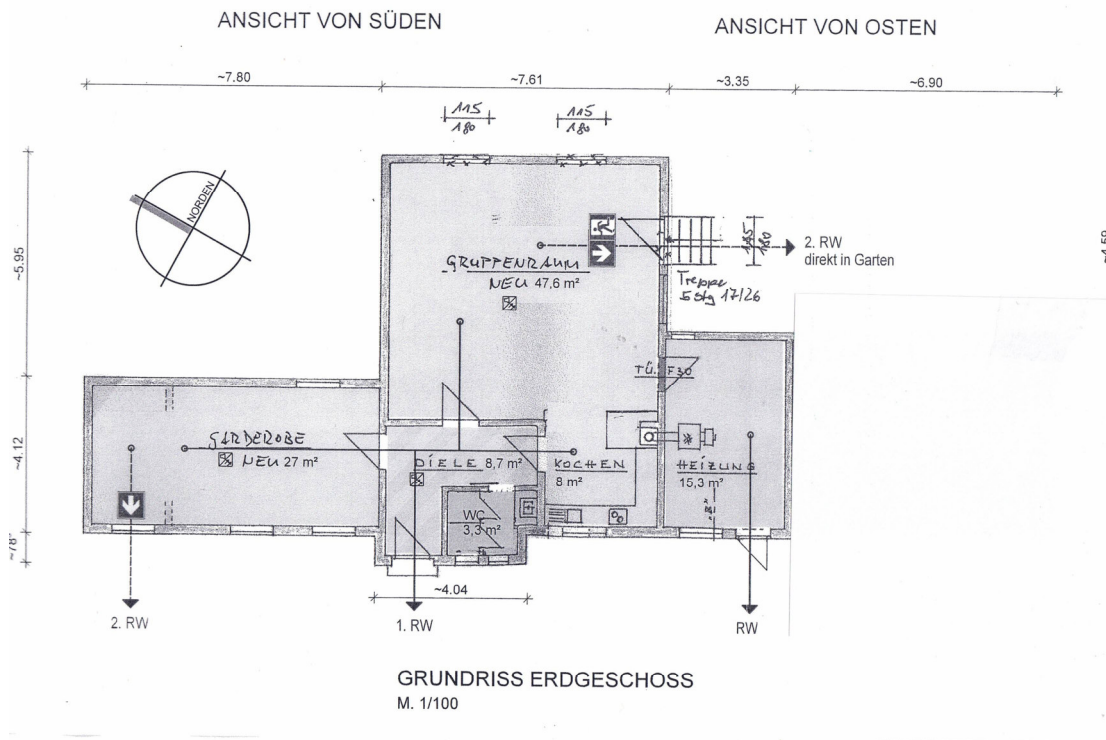 ANSICHT VON SÜDEN
ANSICHT VON OSTEN
~7.80
~7.61
~3.35
~6.90
115
180
115
180
NORDEN
~5.95
~4.12
~78
~4.59
GRUPPENRAUM
NEU 47,6 m²
115
180
2. RW
direkt in Garten
Treppe
5 Stg 17/26
TÜ. F30
GARDEROBE
NEU 27 m²
DIELE 8,7 m²
KOCHEN
8 m²
HEIZUNG
15,3 m²
WC
3,3 m²
~4.04
2. RW
1. RW
RW
GRUNDRISS ERDGESCHOSS
M. 1/100